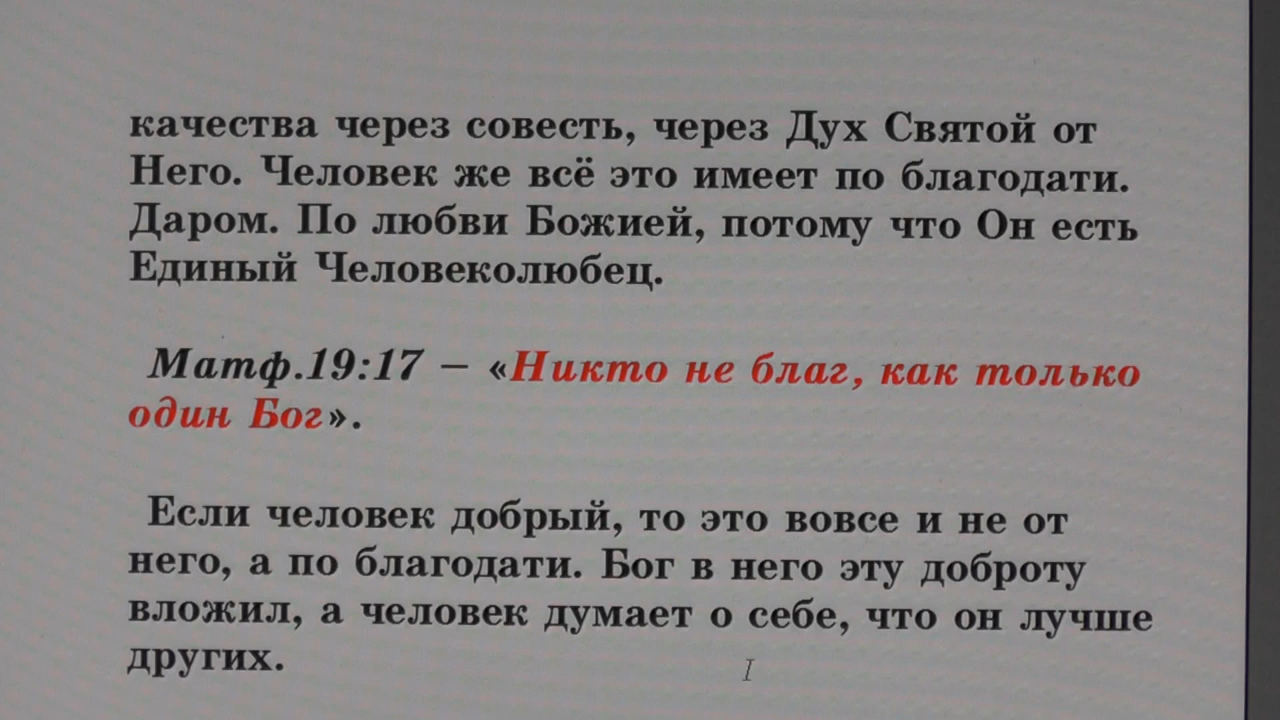 качества через совесть, через Дух Святой от
Него. Человек же всё это имеет по благодати.
Даром. По любви Божией, потому что Он есть
Единый Человеколюбец.
Матф.19:17 – «Никто не благ, как только
один Бог».
Если человек добрый, то это вовсе и не от
него, а по благодати. Бог в него эту доброту
вложил, а человек думает о себе, что он лучше
других.